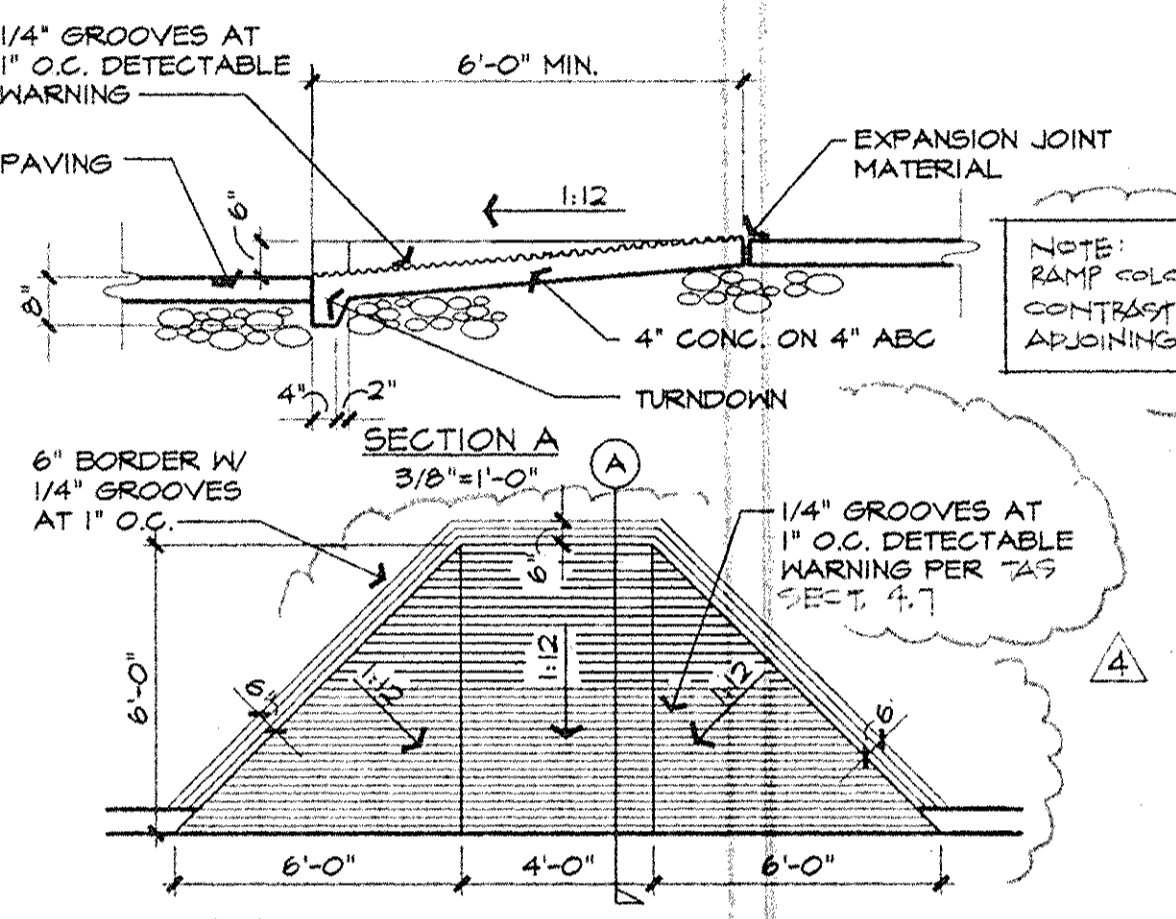 1/4" GROOVES AT
1" O.C. DETECTABLE
WARNING
6'-0" MIN.
PAVING
EXPANSION JOINT
MATERIAL
1:12
6"
8"
NOTE:
RAMP COLO
CONTRAST
ADJOINING
4" CONC. ON 4" ABC
4"
2"
TURNDOWN
SECTION A
3/8"=1'-0"
A
6" BORDER W/
1/4" GROOVES
AT 1" O.C.
1/4" GROOVES AT
1" O.C. DETECTABLE
WARNING PER TAS
SECT. 4.7
6"
1:12
1:12
1:12
6'-0"
6"
6
4
6'-0"
4'-0"
6'-0"